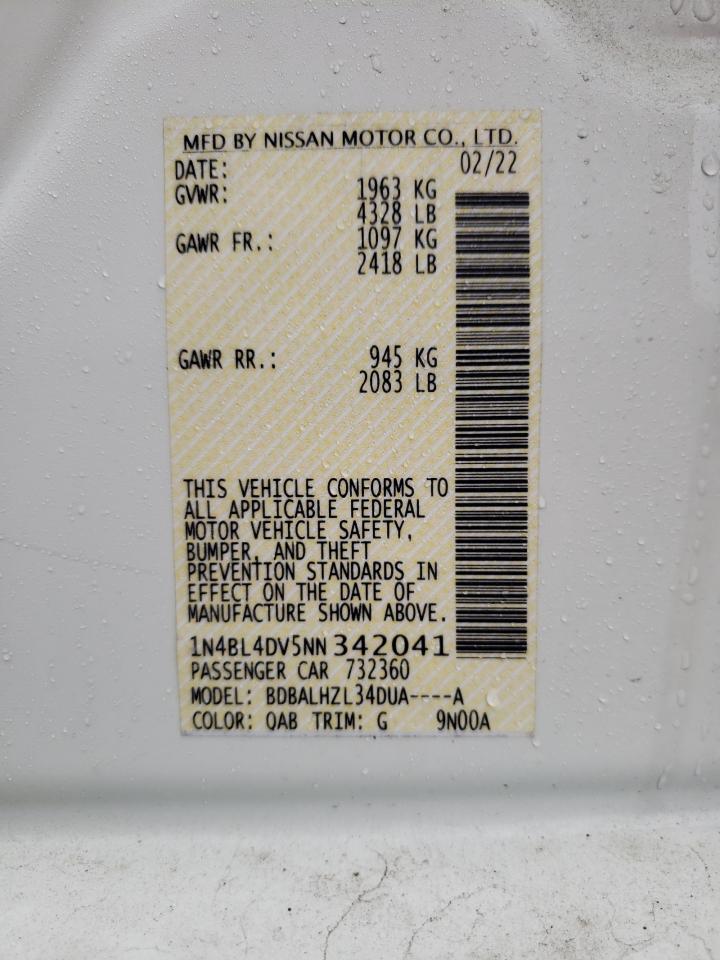 MFD BY NISSAN MOTOR CO., LTD.
DATE: 02/22
GVWR: 1963 KG
4328 LB
GAWR FR.: 1097 KG
2418 LB
GAWR RR.: 945 KG
2083 LB
THIS VEHICLE CONFORMS TO
ALL APPLICABLE FEDERAL
MOTOR VEHICLE SAFETY,
BUMPER, AND THEFT
PREVENTION STANDARDS IN
EFFECT ON THE DATE OF
MANUFACTURE SHOWN ABOVE.
1N4BL4DV5NN 342041
PASSENGER CAR 732360
MODEL: BDBALHZL34DUA----A
COLOR: QAB TRIM: G 9N00A